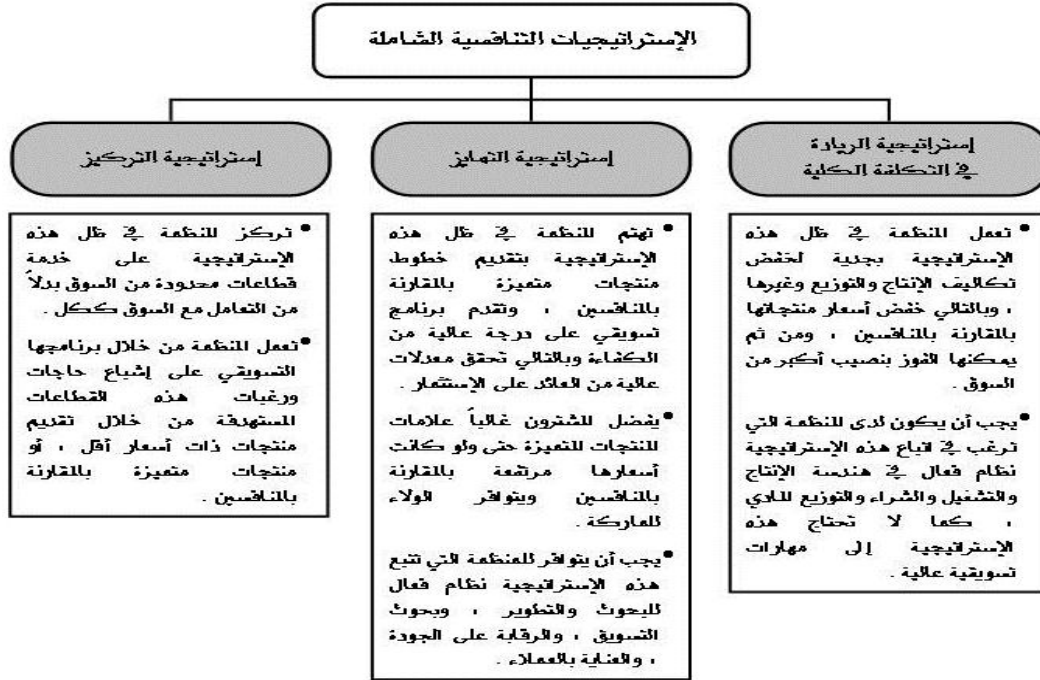 الإستراتيجيات التنافسية الشاملة
إستراتيجية الريادة
في التكلفة الكلية
• تعمل المنظمة في ظل هذه
الإستراتيجية بجدية لخفض
تكاليف الإنتاج والتوزيع وغيرها
، وبالتالي خفض أسعار منتجاتها
بالمقارنة بالمنافسين ، ومن ثم
يمكنها الفوز بنصيب أكبر من
السوق .
• يجب أن يكون لدى المنظمة التي
ترغب في اتباع هذه الإستراتيجية
نظام فعال في هندسة الإنتاج
والتشغيل والشراء والتوزيع المادي
، كما لا تحتاج هذه
الإستراتيجية إلى مهارات
تسويقية عالية .
إستراتيجية التمايز
• تهتم المنظمة في ظل هذه
الإستراتيجية بتقديم خطوط
منتجات متميزة بالمقارنة
بالمنافسين ، وتقدم برنامج
تسويقي على درجة عالية من
الكفاءة وبالتالي تحقق معدلات
عالية من العائد على الإستثمار .
• يفضل المشترون غالباً علامات
المنتجات المتميزة حتى ولو كانت
أسعارها مرتفعة بالمقارنة
بالمنافسين ويتوافر الولاء
للماركة .
• يجب أن يتوافر للمنظمة التي تتبع
هذه الإستراتيجية نظام فعال
للبحوث والتطوير ، وبحوث
التسويق ، والرقابة على الجودة
، والعناية بالعملاء .
إستراتيجية التركيز
• تركز المنظمة في ظل هذه
الإستراتيجية على خدمة
قطاعات محدودة من السوق بدلاً
من التعامل مع السوق ككل .
• تعمل المنظمة من خلال برنامجها
التسويقي على إشباع حاجات
ورغبات هذه القطاعات
المستهدفة من خلال تقديم
منتجات ذات أسعار أقل ، أو
منتجات متميزة بالمقارنة
بالمنافسين .